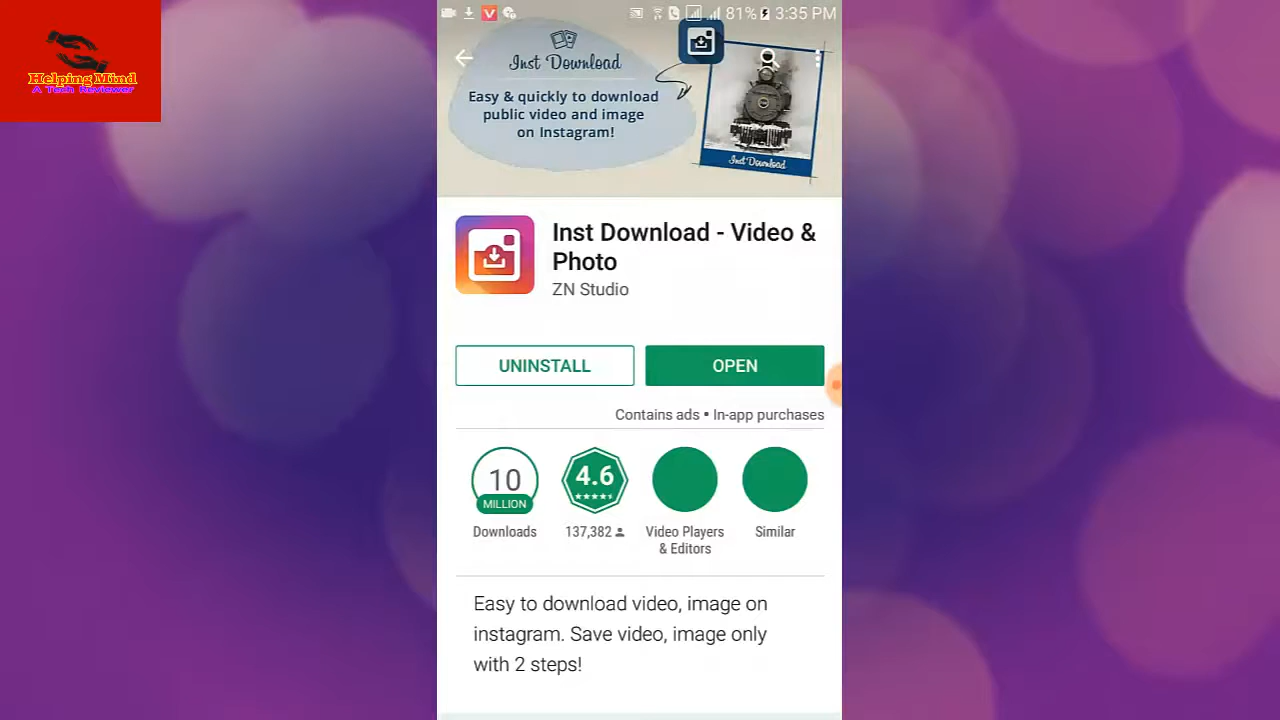 Helping Mind
A Tech Reviewer
81% 3:35 PM
Inst Download
Easy & quickly to download
public video and image
on Instagram!
Inst Download
Inst Download - Video &
Photo
ZN Studio
UNINSTALL
OPEN
Contains ads • In-app purchases
10
MILLION
Downloads
4.6
137,382
Video Players
& Editors
Similar
Easy to download video, image on
instagram. Save video, image only
with 2 steps!